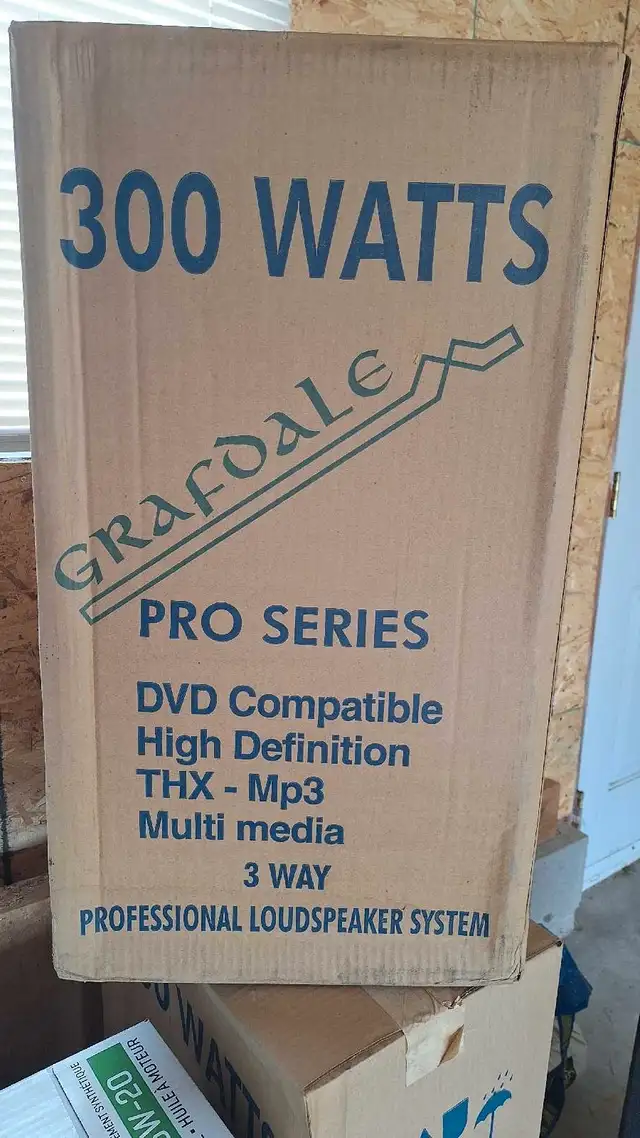 300 WATTS
GRAFDALE
PRO SERIES
DVD Compatible
High Definition
THX - Mp3
Multi media
3 WAY
PROFESSIONAL LOUDSPEAKER SYSTEM
WATTS
HUILE À MOTEUR
W-20